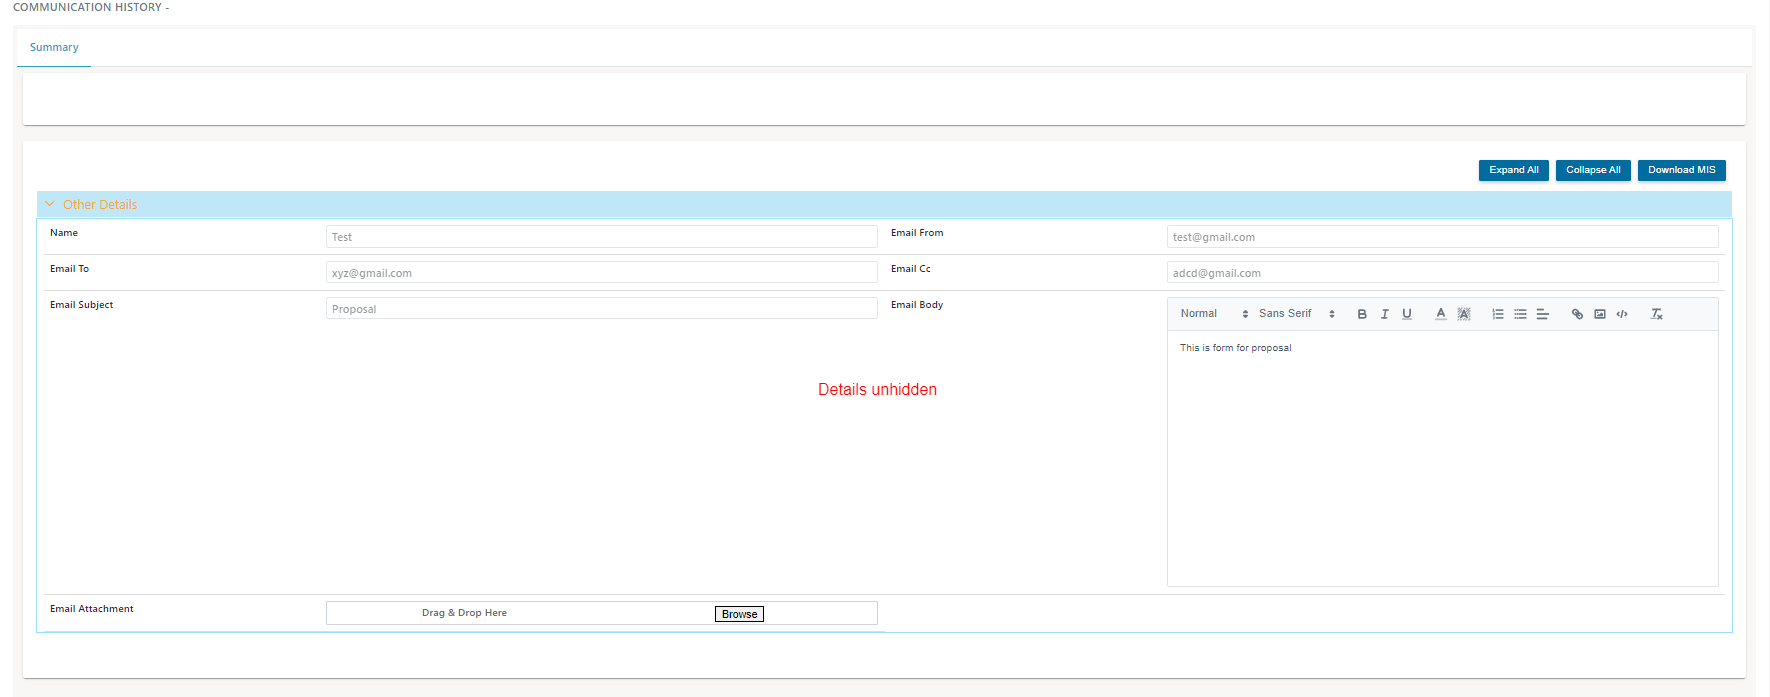 COMMUNICATION HISTORY -
Summary
Expand All Collapse All Download MIS
Other Details
Name Test Email From test@gmail.com
Email To xyz@gmail.com Email Cc adcd@gmail.com
Email Subject Proposal Email Body Normal Sans Serif
This is form for proposal
Details unhidden
Email Attachment Drag & Drop Here Browse